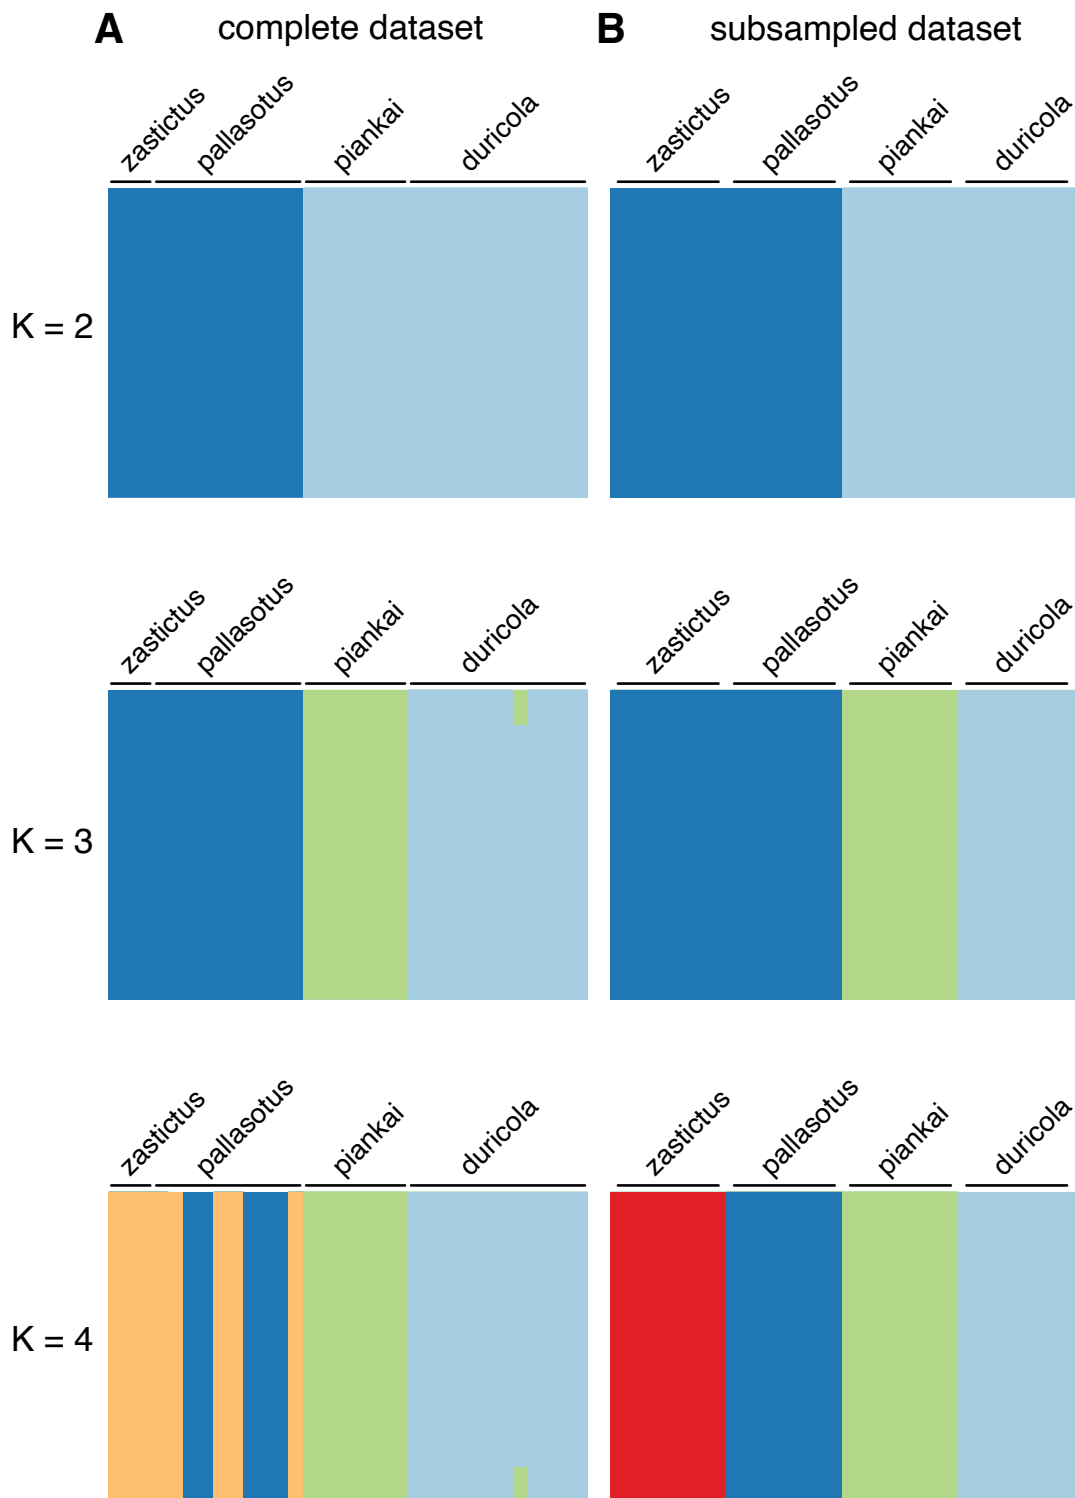 A complete dataset B subsampled dataset
zastictus pallasotus piankai duricola zastictus pallasotus piankai duricola
K = 2
zastictus pallasotus piankai duricola zastictus pallasotus piankai duricola
K = 3
zastictus pallasotus piankai duricola zastictus pallasotus piankai duricola
K = 4